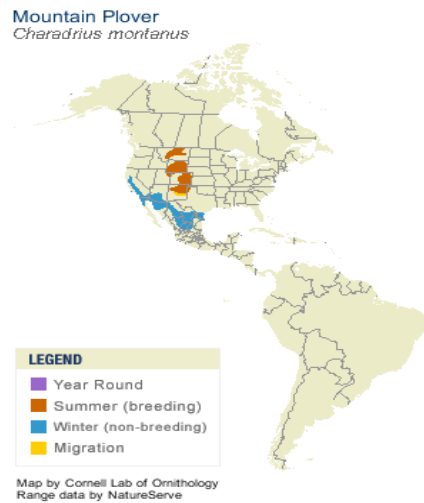 Mountain Plover
Charadrius montanus
LEGEND
Year Round
Summer (breeding)
Winter (non-breeding)
Migration
Map by Cornell Lab of Ornithology
Range data by NatureServe